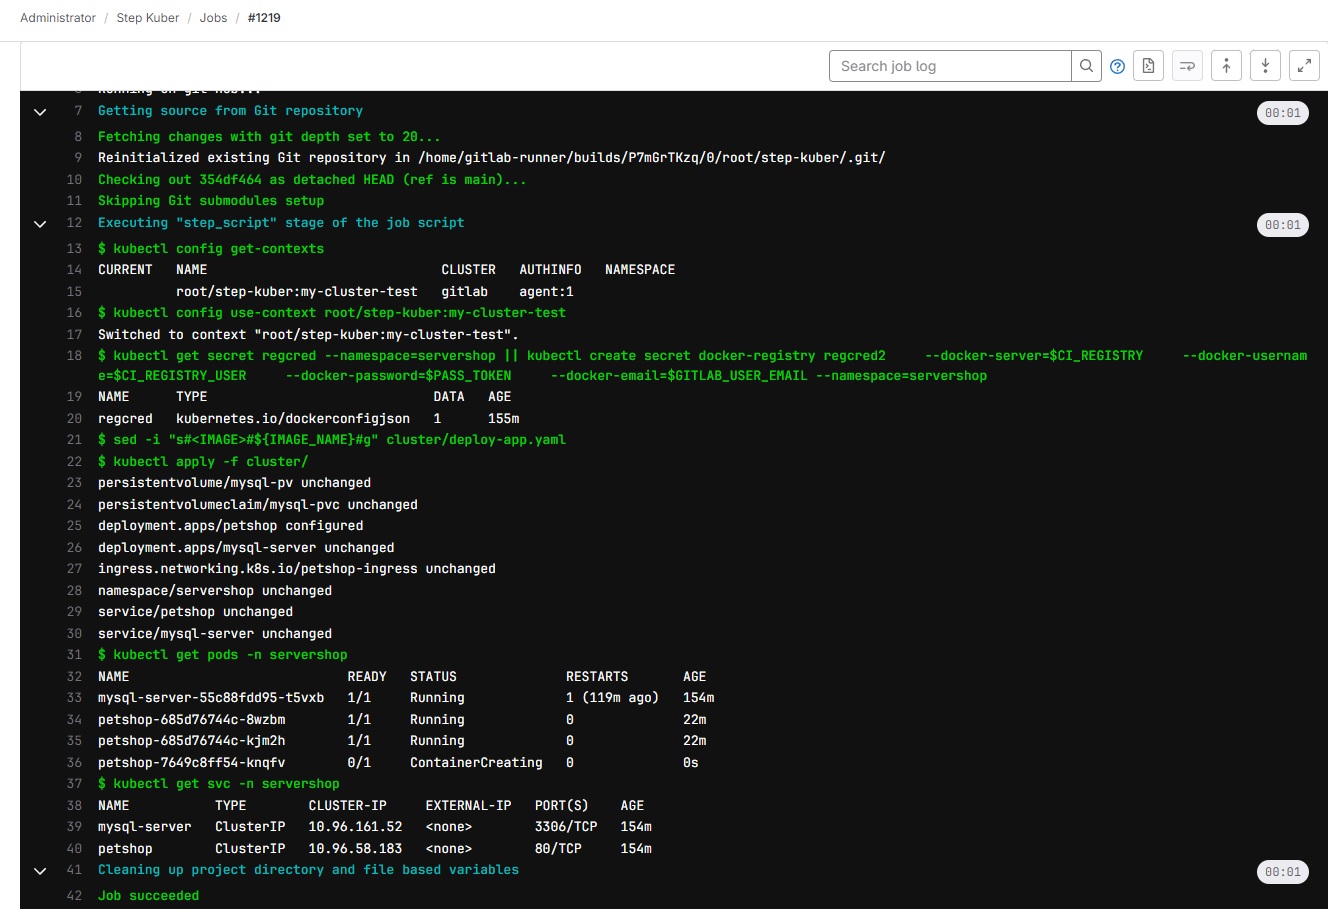 Administrator / Step Kuber / Jobs / #1219
Search job log
6 Running on git-hub...
7 Getting source from Git repository 00:01
8 Fetching changes with git depth set to 20...
9 Reinitialized existing Git repository in /home/gitlab-runner/builds/P7mGrTKzq/0/root/step-kuber/.git/
10 Checking out 354df464 as detached HEAD (ref is main)...
11 Skipping Git submodules setup
12 Executing "step_script" stage of the job script 00:01
13 $ kubectl config get-contexts
14 CURRENT NAME CLUSTER AUTHINFO NAMESPACE
15 root/step-kuber:my-cluster-test gitlab agent:1
16 $ kubectl config use-context root/step-kuber:my-cluster-test
17 Switched to context "root/step-kuber:my-cluster-test".
18 $ kubectl get secret regcred --namespace=servershop || kubectl create secret docker-registry regcred2 --docker-server=$CI_REGISTRY --docker-usernam
e=$CI_REGISTRY_USER --docker-password=$PASS_TOKEN --docker-email=$GITLAB_USER_EMAIL --namespace=servershop
19 NAME TYPE DATA AGE
20 regcred kubernetes.io/dockerconfigjson 1 155m
21 $ sed -i "s#<IMAGE>#${IMAGE_NAME}#g" cluster/deploy-app.yaml
22 $ kubectl apply -f cluster/
23 persistentvolume/mysql-pv unchanged
24 persistentvolumeclaim/mysql-pvc unchanged
25 deployment.apps/petshop configured
26 deployment.apps/mysql-server unchanged
27 ingress.networking.k8s.io/petshop-ingress unchanged
28 namespace/servershop unchanged
29 service/petshop unchanged
30 service/mysql-server unchanged
31 $ kubectl get pods -n servershop
32 NAME READY STATUS RESTARTS AGE
33 mysql-server-55c88fdd95-t5vxb 1/1 Running 1 (119m ago) 154m
34 petshop-685d76744c-8wzbm 1/1 Running 0 22m
35 petshop-685d76744c-kjm2h 1/1 Running 0 22m
36 petshop-7649c8ff54-knqfv 0/1 ContainerCreating 0 0s
37 $ kubectl get svc -n servershop
38 NAME TYPE CLUSTER-IP EXTERNAL-IP PORT(S) AGE
39 mysql-server ClusterIP 10.96.161.52 <none> 3306/TCP 154m
40 petshop ClusterIP 10.96.58.183 <none> 80/TCP 154m
41 Cleaning up project directory and file based variables 00:01
42 Job succeeded